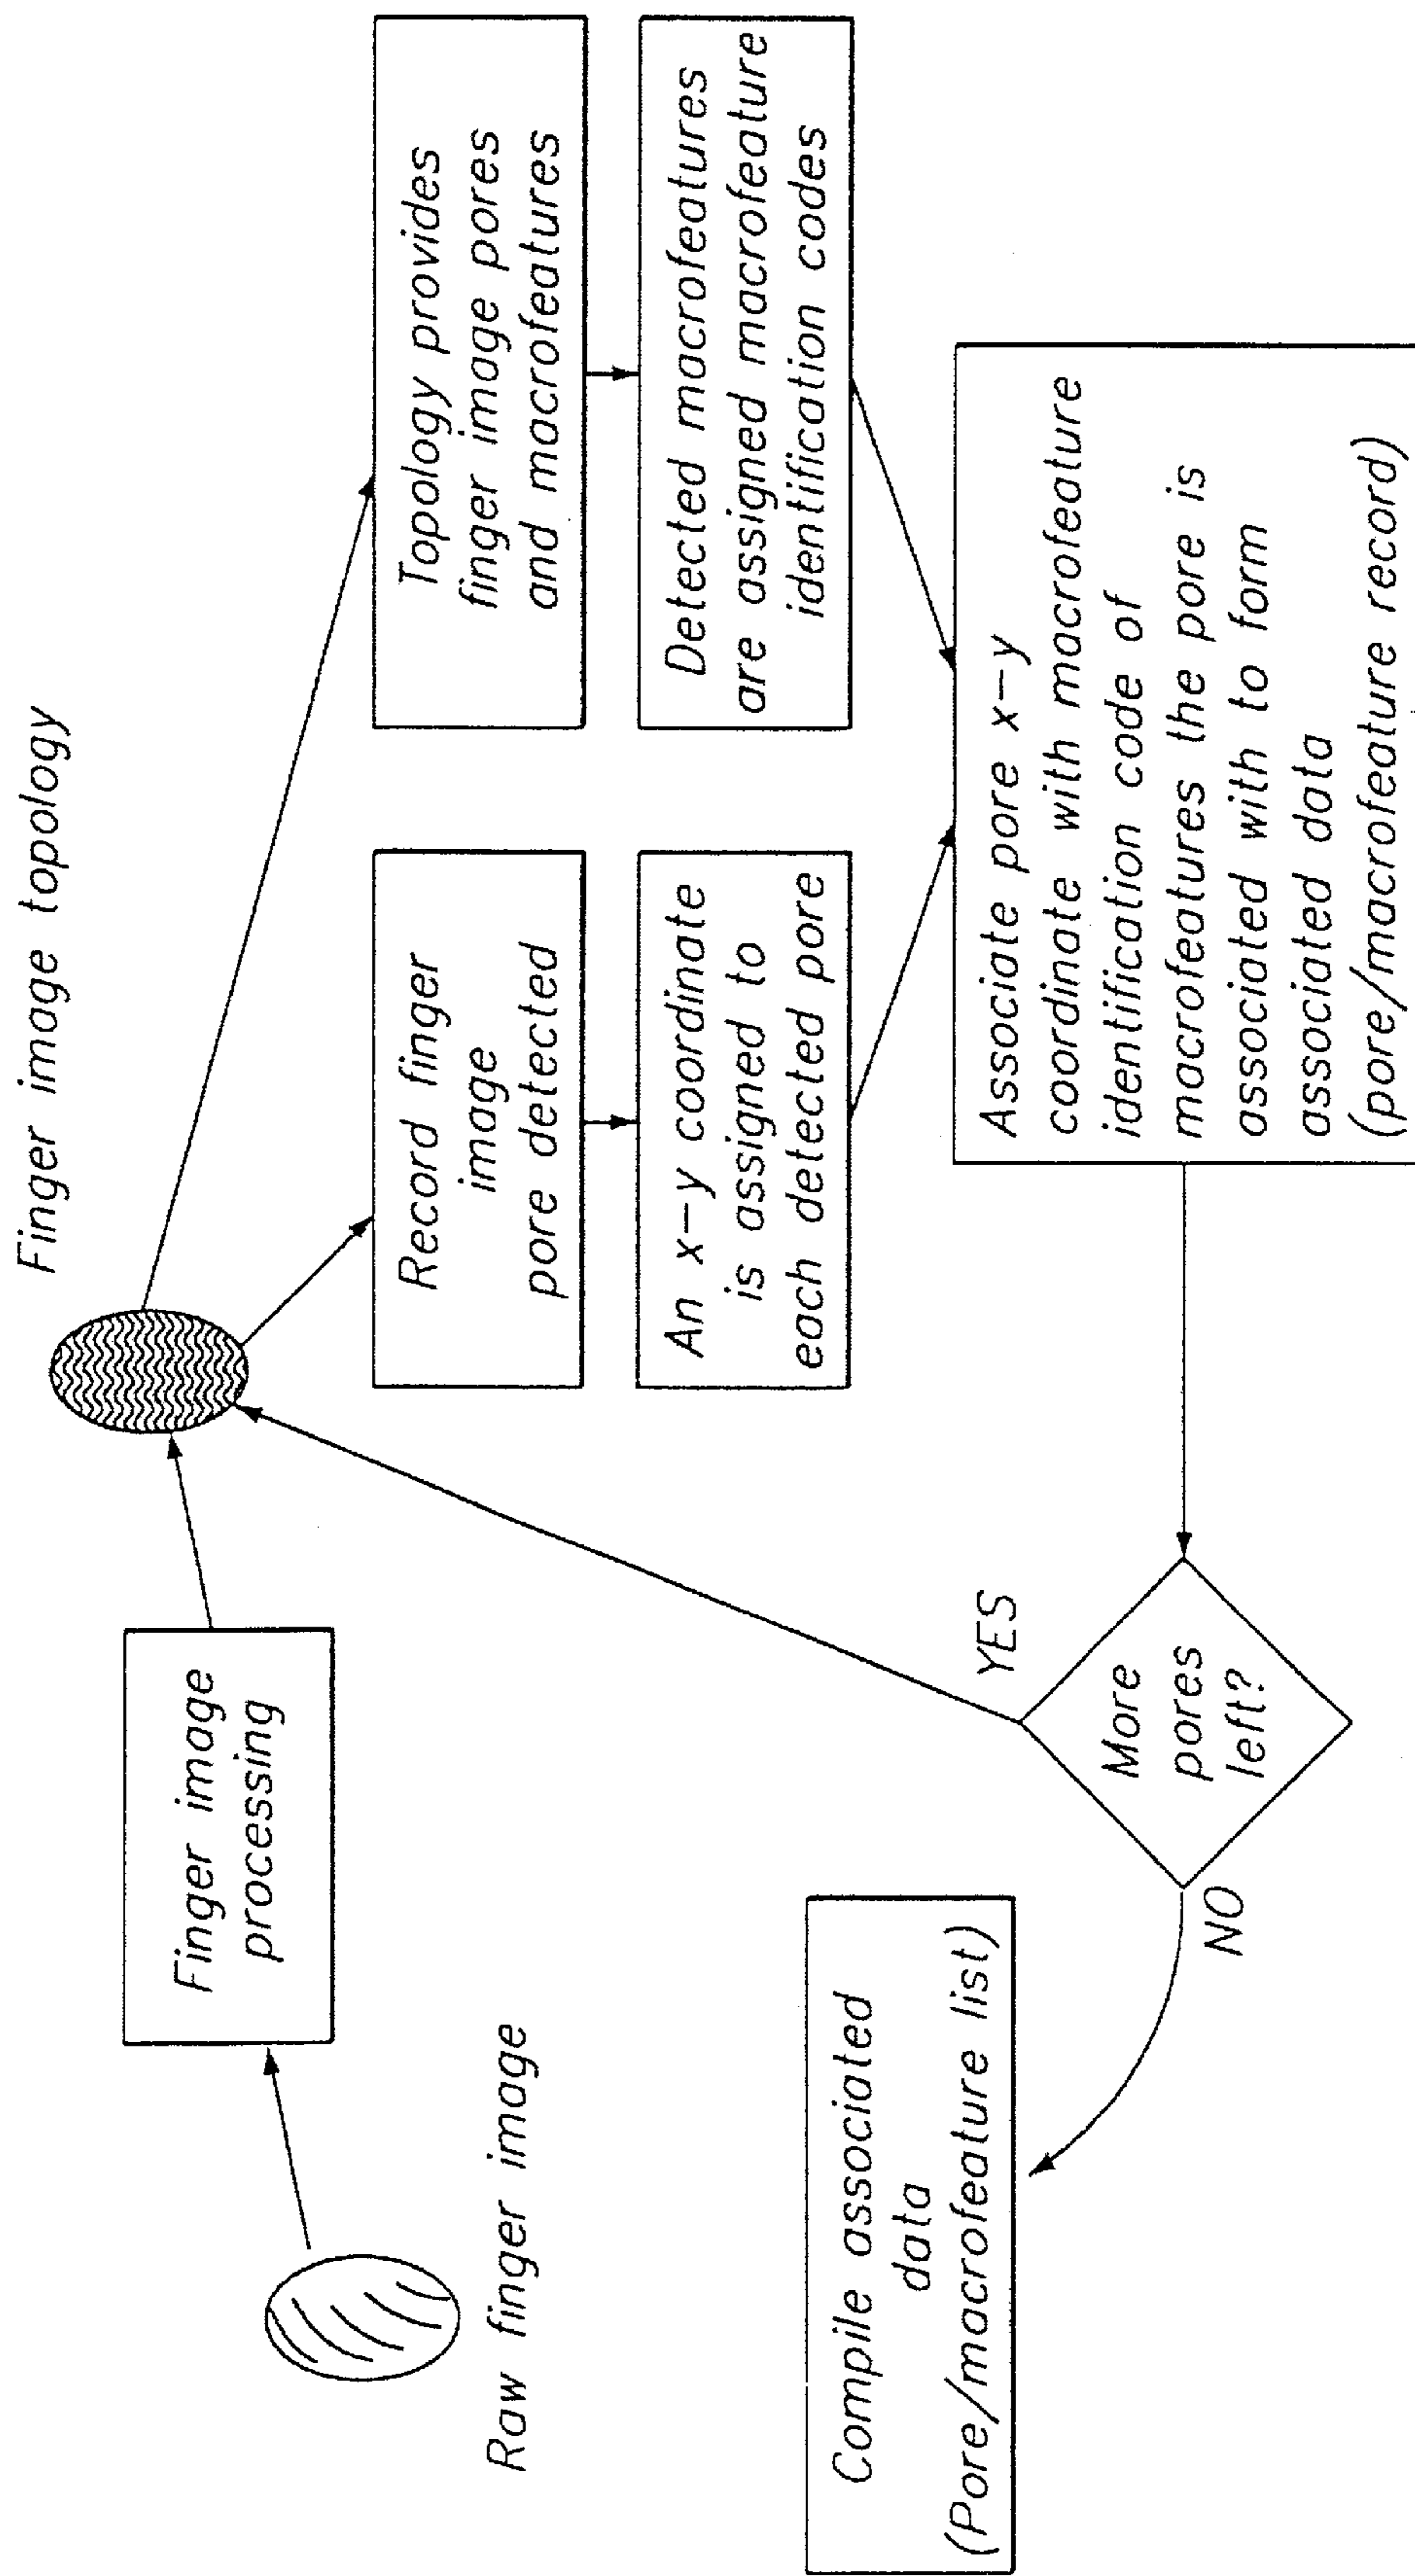 Raw finger image
Finger image
processing
Finger image topology
Record finger
image
pore detected
An x-y coordinate
is assigned to
each detected pore
Topology provides
finger image pores
and macrofeatures
Detected macrofeatures
are assigned macrofeature
identification codes
Associate pore x-y
coordinate with macrofeature
identification code of
macrofeatures the pore is
associated with to form
associated data
(pore/macrofeature record)
More
pores
left?
YES
NO
Compile associated
data
(Pore/macrofeature list)